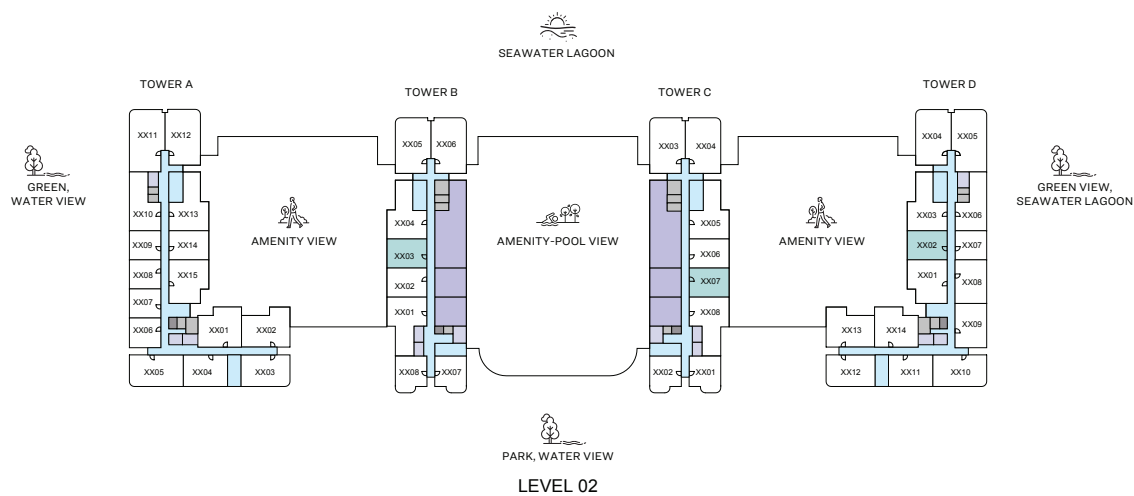 SEAWATER LAGOON
TOWER A
TOWER B
TOWER C
TOWER D
XX11
XX12
XX05
XX06
XX03
XX04
XX04
XX05
GREEN,
WATER VIEW
GREEN VIEW,
SEAWATER LAGOON
XX10
XX13
XX04
XX05
XX03
XX06
AMENITY VIEW
AMENITY-POOL VIEW
AMENITY VIEW
XX09
XX14
XX03
XX06
XX02
XX07
XX08
XX15
XX02
XX07
XX01
XX08
XX07
XX01
XX08
XX06
XX01
XX02
XX13
XX14
XX09
XX05
XX04
XX03
XX08
XX07
XX02
XX01
XX12
XX11
XX10
PARK, WATER VIEW
LEVEL 02